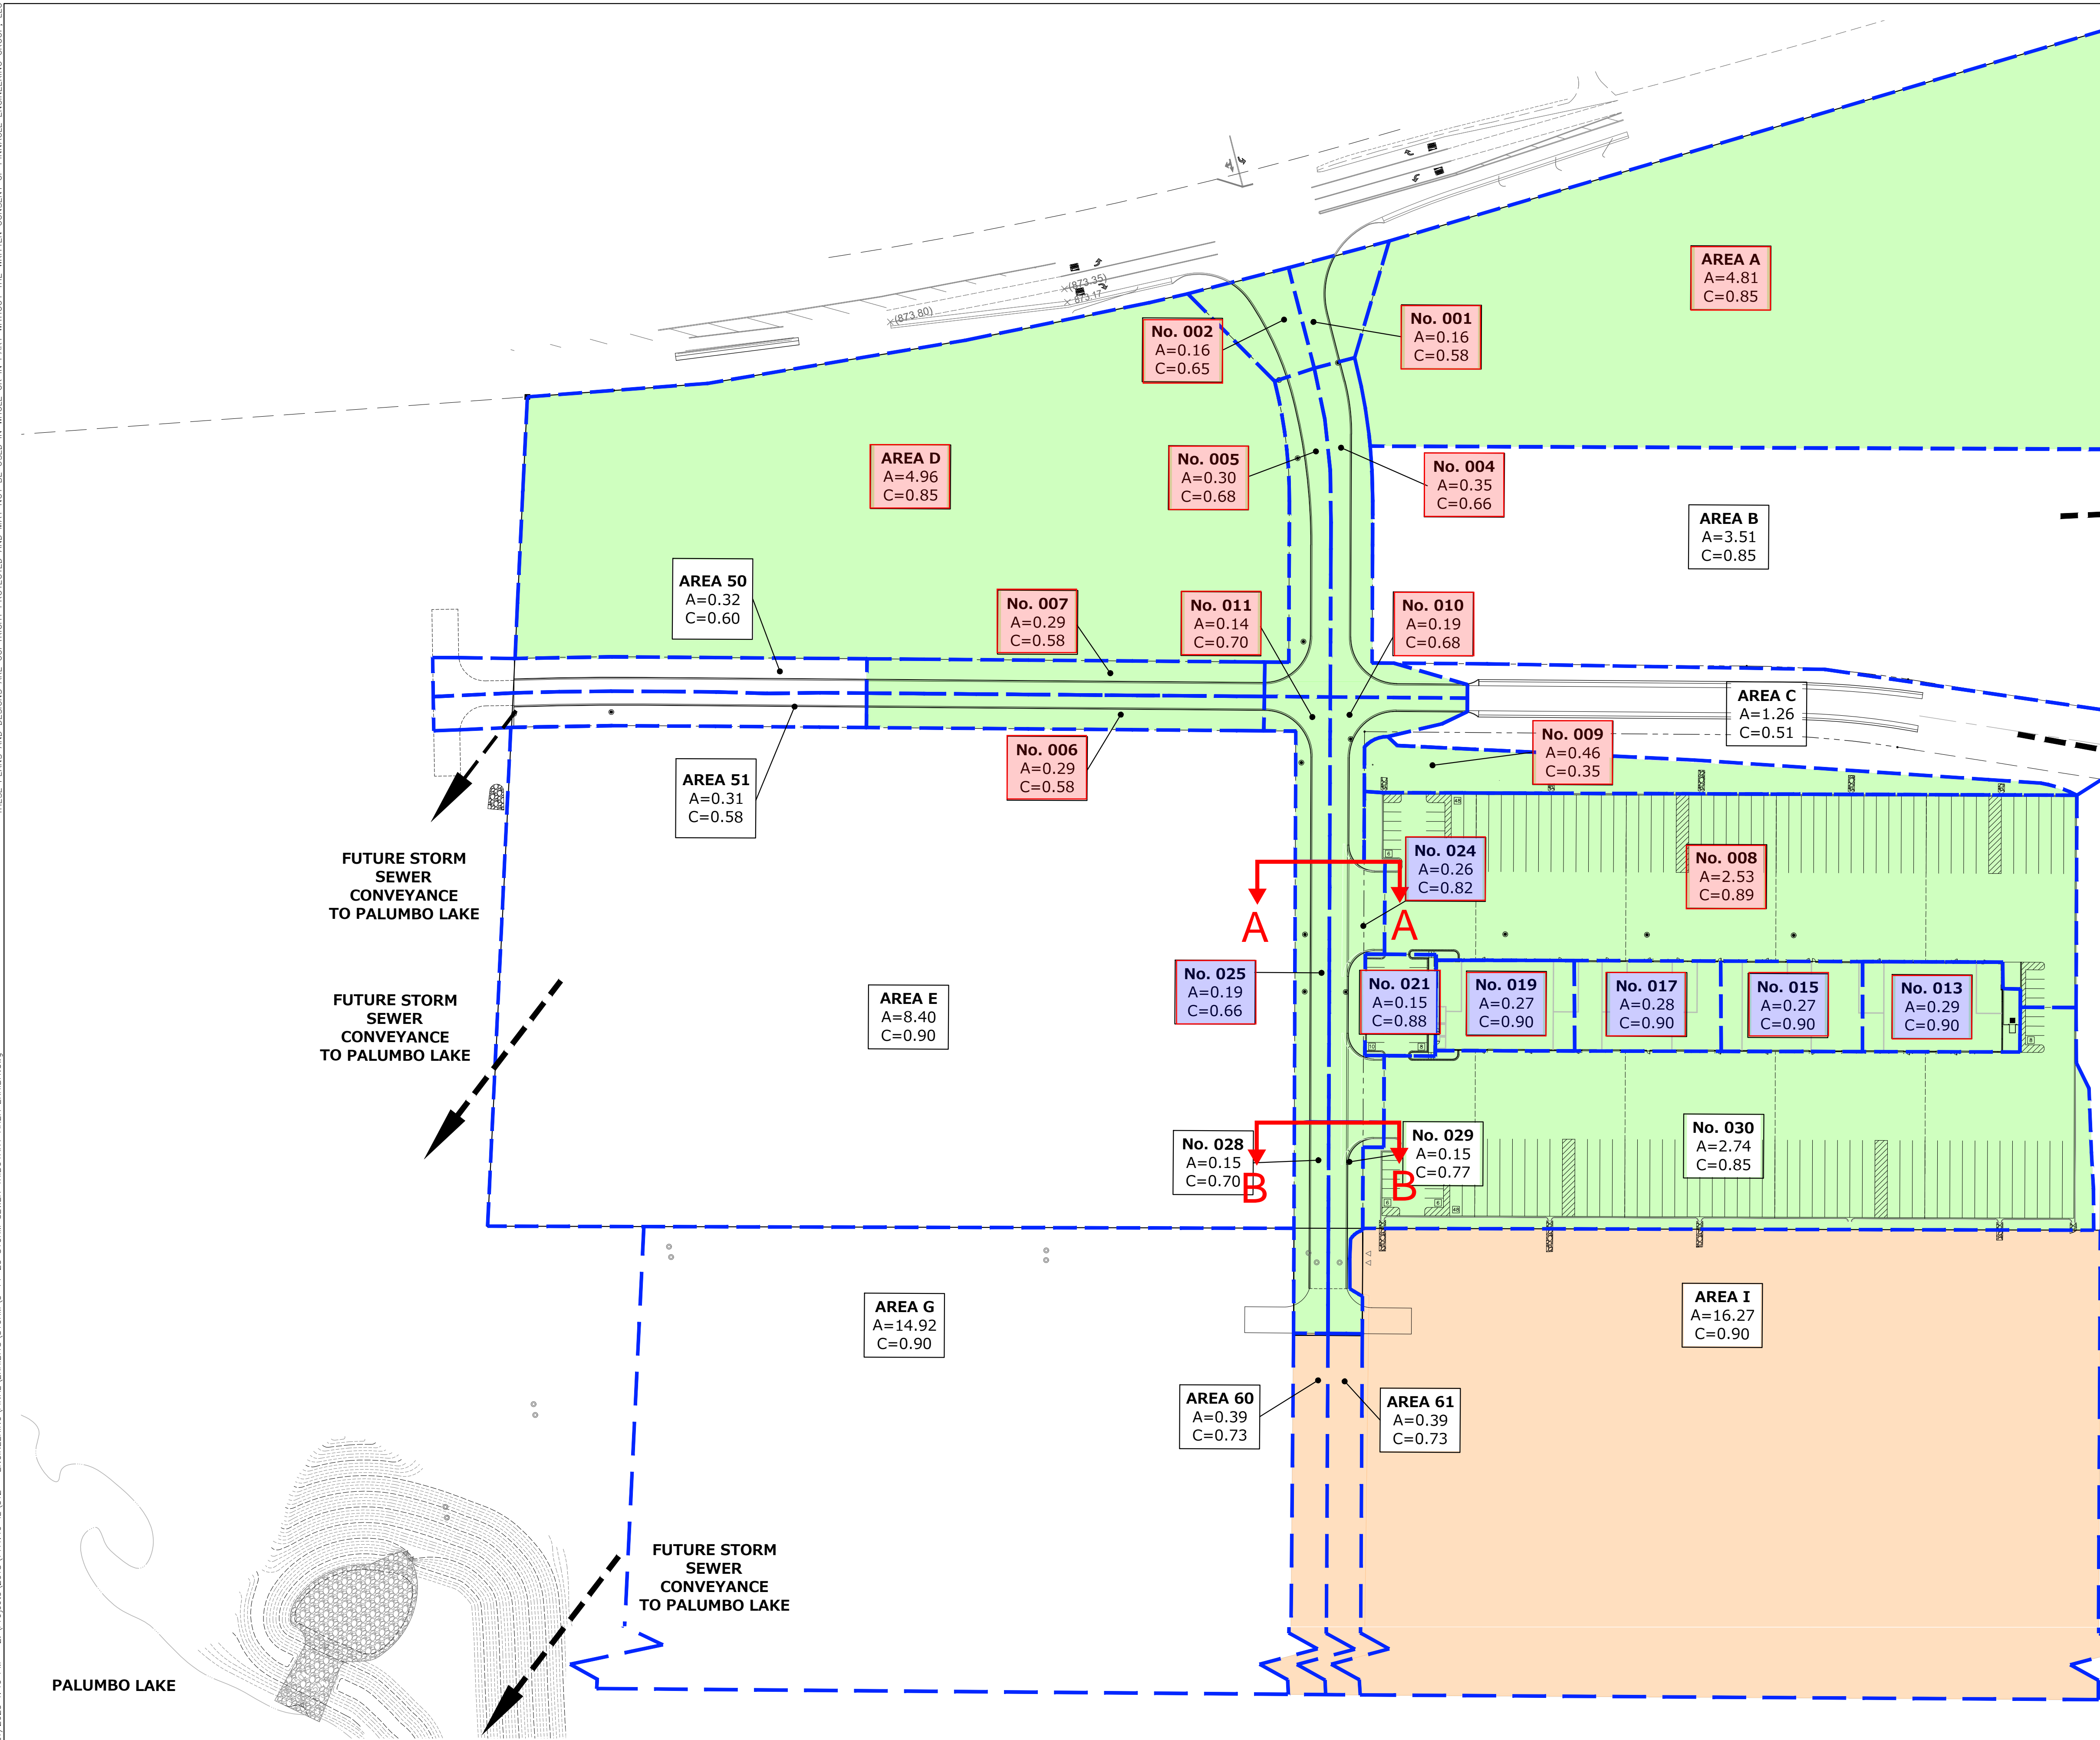 AREA A
A=4.81
C=0.85
(873.35)
873.17
(873.80)
No. 002
A=0.16
C=0.65
No. 001
A=0.16
C=0.58
AREA D
A=4.96
C=0.85
No. 005
A=0.30
C=0.68
No. 004
A=0.35
C=0.66
AREA B
A=3.51
C=0.85
AREA 50
A=0.32
C=0.60
No. 007
A=0.29
C=0.58
No. 011
A=0.14
C=0.70
No. 010
A=0.19
C=0.68
AREA C
A=1.26
C=0.51
No. 006
A=0.29
C=0.58
No. 009
A=0.46
C=0.35
AREA 51
A=0.31
C=0.58
FUTURE STORM
SEWER
CONVEYANCE
TO PALUMBO LAKE
No. 024
A=0.26
C=0.82
No. 008
A=2.53
C=0.89
A
A
No. 025
A=0.19
C=0.66
No. 021
A=0.15
C=0.88
No. 019
A=0.27
C=0.90
No. 017
A=0.28
C=0.90
No. 015
A=0.27
C=0.90
No. 013
A=0.29
C=0.90
FUTURE STORM
SEWER
CONVEYANCE
TO PALUMBO LAKE
AREA E
A=8.40
C=0.90
No. 028
A=0.15
C=0.70
No. 029
A=0.15
C=0.77
No. 030
A=2.74
C=0.85
B
B
AREA G
A=14.92
C=0.90
AREA I
A=16.27
C=0.90
AREA 60
A=0.39
C=0.73
AREA 61
A=0.39
C=0.73
FUTURE STORM
SEWER
CONVEYANCE
TO PALUMBO LAKE
PALUMBO LAKE